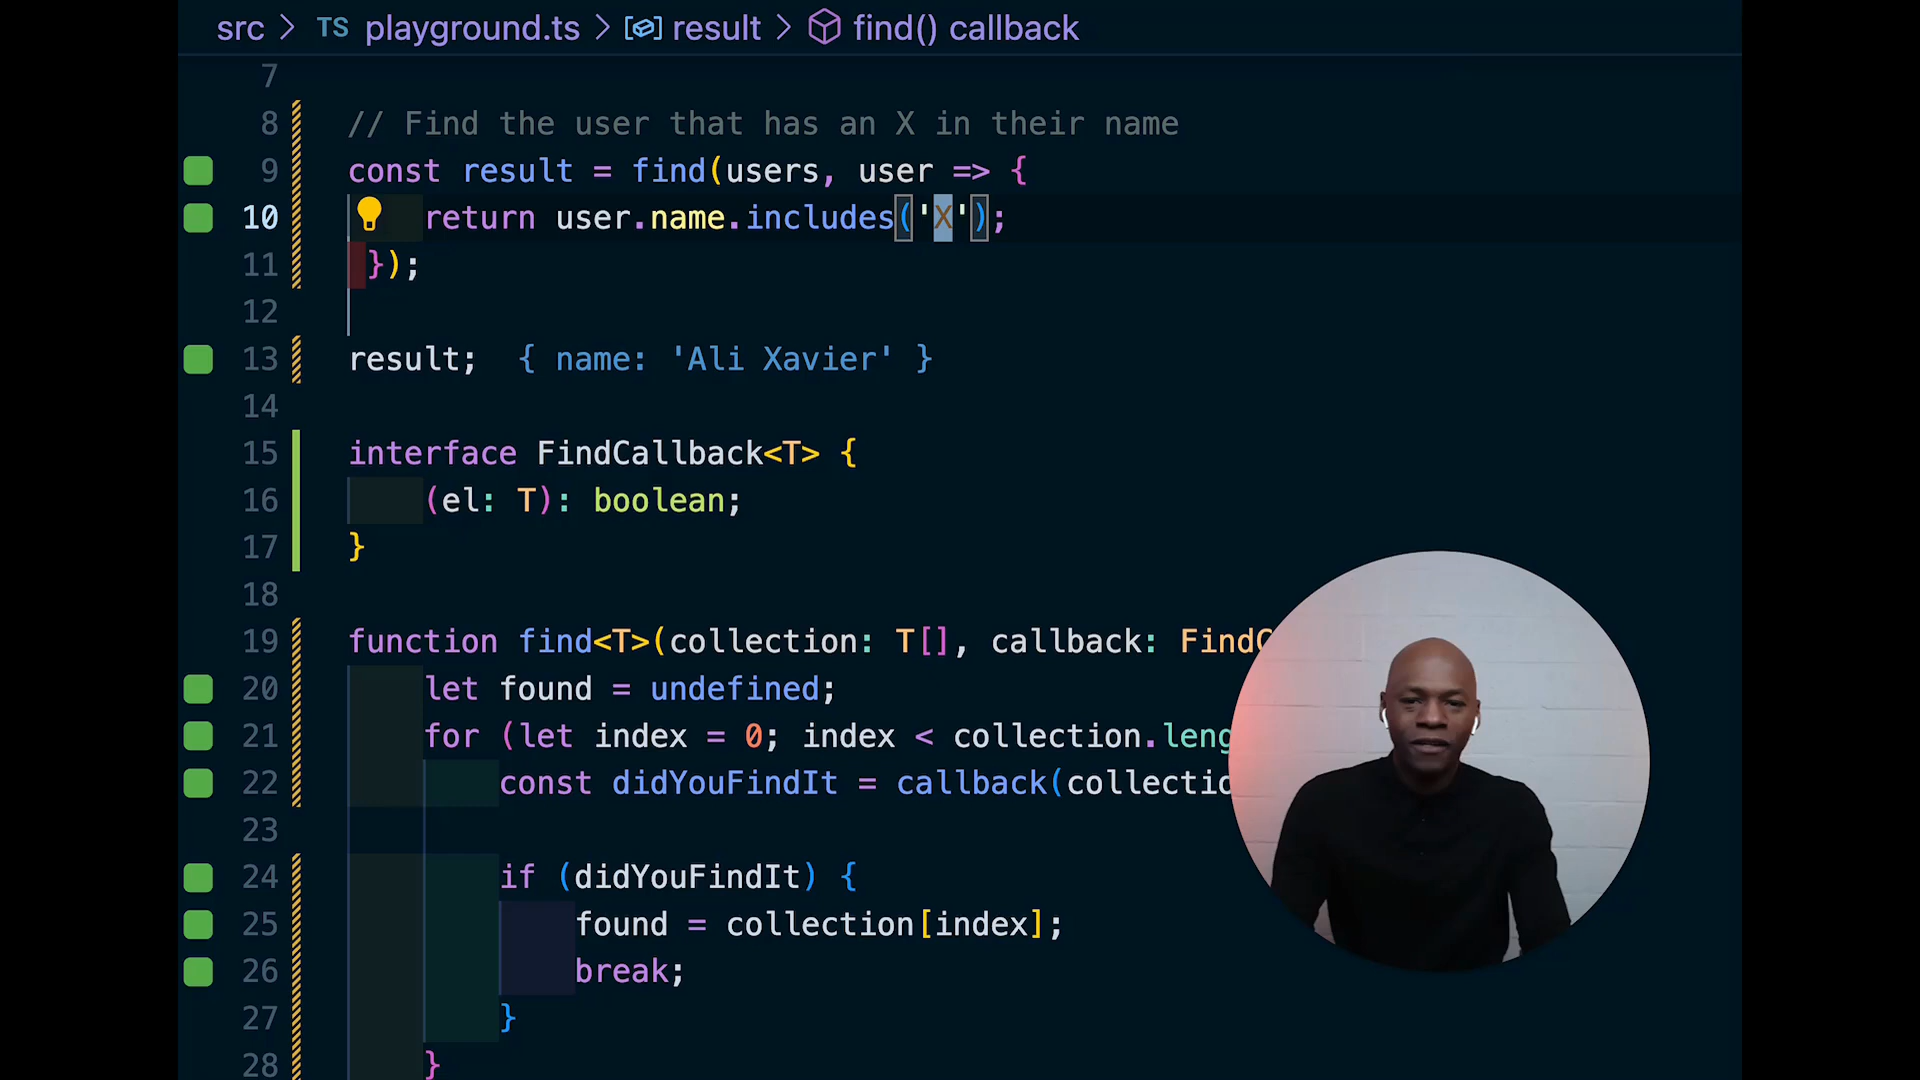 src > TS playground.ts > result > find() callback
7
8 // Find the user that has an X in their name
9 const result = find(users, user => {
10 return user.name.includes('X');
11 });
12
13 result; { name: 'Ali Xavier' }
14
15 interface FindCallback<T> {
16 (el: T): boolean;
17 }
18
19 function find<T>(collection: T[], callback: Find
20 let found = undefined;
21 for (let index = 0; index < collection.leng
22 const didYouFindIt = callback(collectio
23
24 if (didYouFindIt) {
25 found = collection[index];
26 break;
27 }
28 }